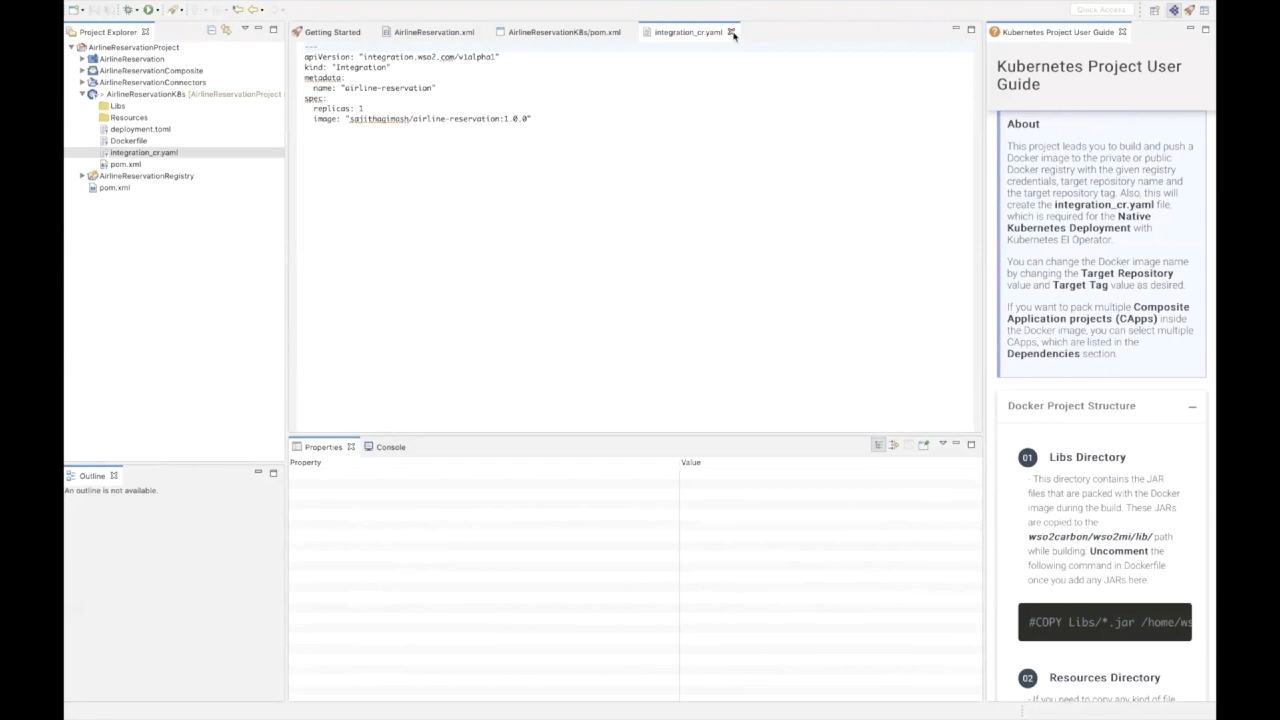 Quick Access
Project Explorer
AirlineReservationProject
AirlineReservation
AirlineReservationComposite
AirlineReservationConnectors
> AirlineReservationK8s [AirlineReservationProject
Libs
Resources
deployment.toml
Dockerfile
integration_cr.yaml
pom.xml
AirlineReservationRegistry
pom.xml
Outline
An outline is not available.
Getting Started
AirlineReservation.xml
AirlineReservationK8s/pom.xml
integration_cr.yaml
---
apiVersion: "integration.wso2.com/v1alpha1"
kind: "Integration"
metadata:
name: "airline-reservation"
spec:
replicas: 1
image: "sajithagimash/airline-reservation:1.0.0"
Properties
Console
Property Value
Kubernetes Project User Guide
Kubernetes Project User
Guide
About
This project leads you to build and push a
Docker image to the private or public
Docker registry with the given registry
credentials, target repository name and
the target repository tag. Also, this will
create the integration_cr.yaml file,
which is required for the Native
Kubernetes Deployment with
Kubernetes EI Operator.
You can change the Docker image name
by changing the Target Repository
value and Target Tag value as desired.
If you want to pack multiple Composite
Application projects (CApps) inside
the Docker image, you can select multiple
CApps, which are listed in the
Dependencies section.
Docker Project Structure
01 Libs Directory
- This directory contains the JAR
files that are packed with the Docker
image during the build. These JARs
are copied to the
wso2carbon/wso2mi/lib/ path
while building. Uncomment the
following command in Dockerfile
once you add any JARs here.
#COPY Libs/*.jar /home/ws
02 Resources Directory
- If you need to copy any kind of file